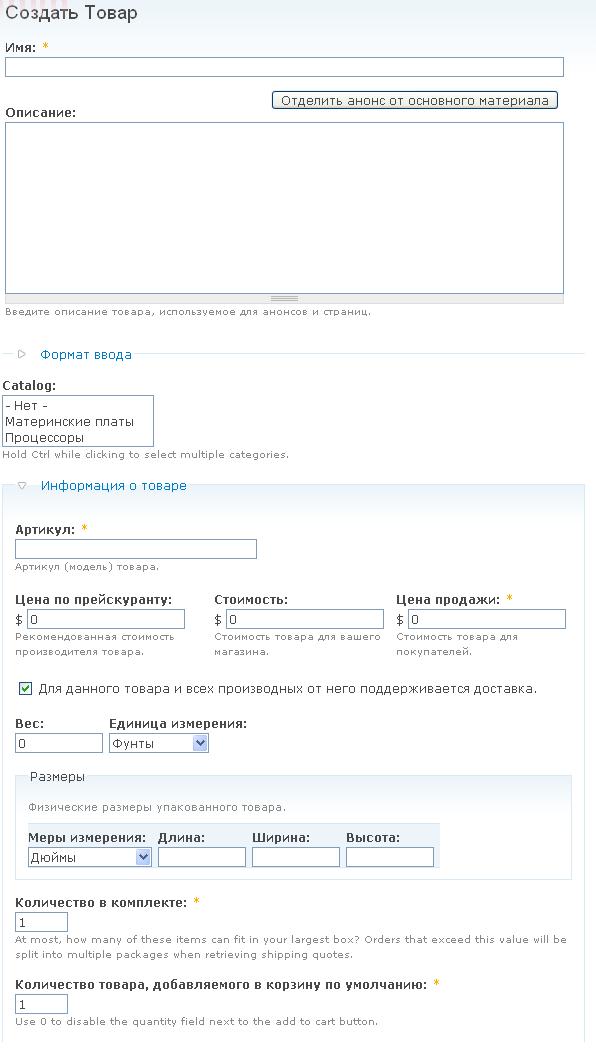 Создать Товар
Имя: *
Отделить анонс от основного материала
Описание:
Введите описание товара, используемое для анонсов и страниц.
Формат ввода
Catalog:
- Нет -
Материнские платы
Процессоры
Hold Ctrl while clicking to select multiple categories.
Информация о товаре
Артикул: *
Артикул (модель) товара.
Цена по прейскуранту: Стоимость: Цена продажи: *
$ 0 $ 0 $ 0
Рекомендованная стоимость Стоимость товара для вашего Стоимость товара для
производителя товара. магазина. покупателей.
Для данного товара и всех производных от него поддерживается доставка.
Вес: Единица измерения:
0 Фунты
Размеры
Физические размеры упакованного товара.
Меры измерения: Длина: Ширина: Высота:
Дюймы
Количество в комплекте: *
1
At most, how many of these items can fit in your largest box? Orders that exceed this value will be
split into multiple packages when retrieving shipping quotes.
Количество товара, добавляемого в корзину по умолчанию: *
1
Use 0 to disable the quantity field next to the add to cart button.